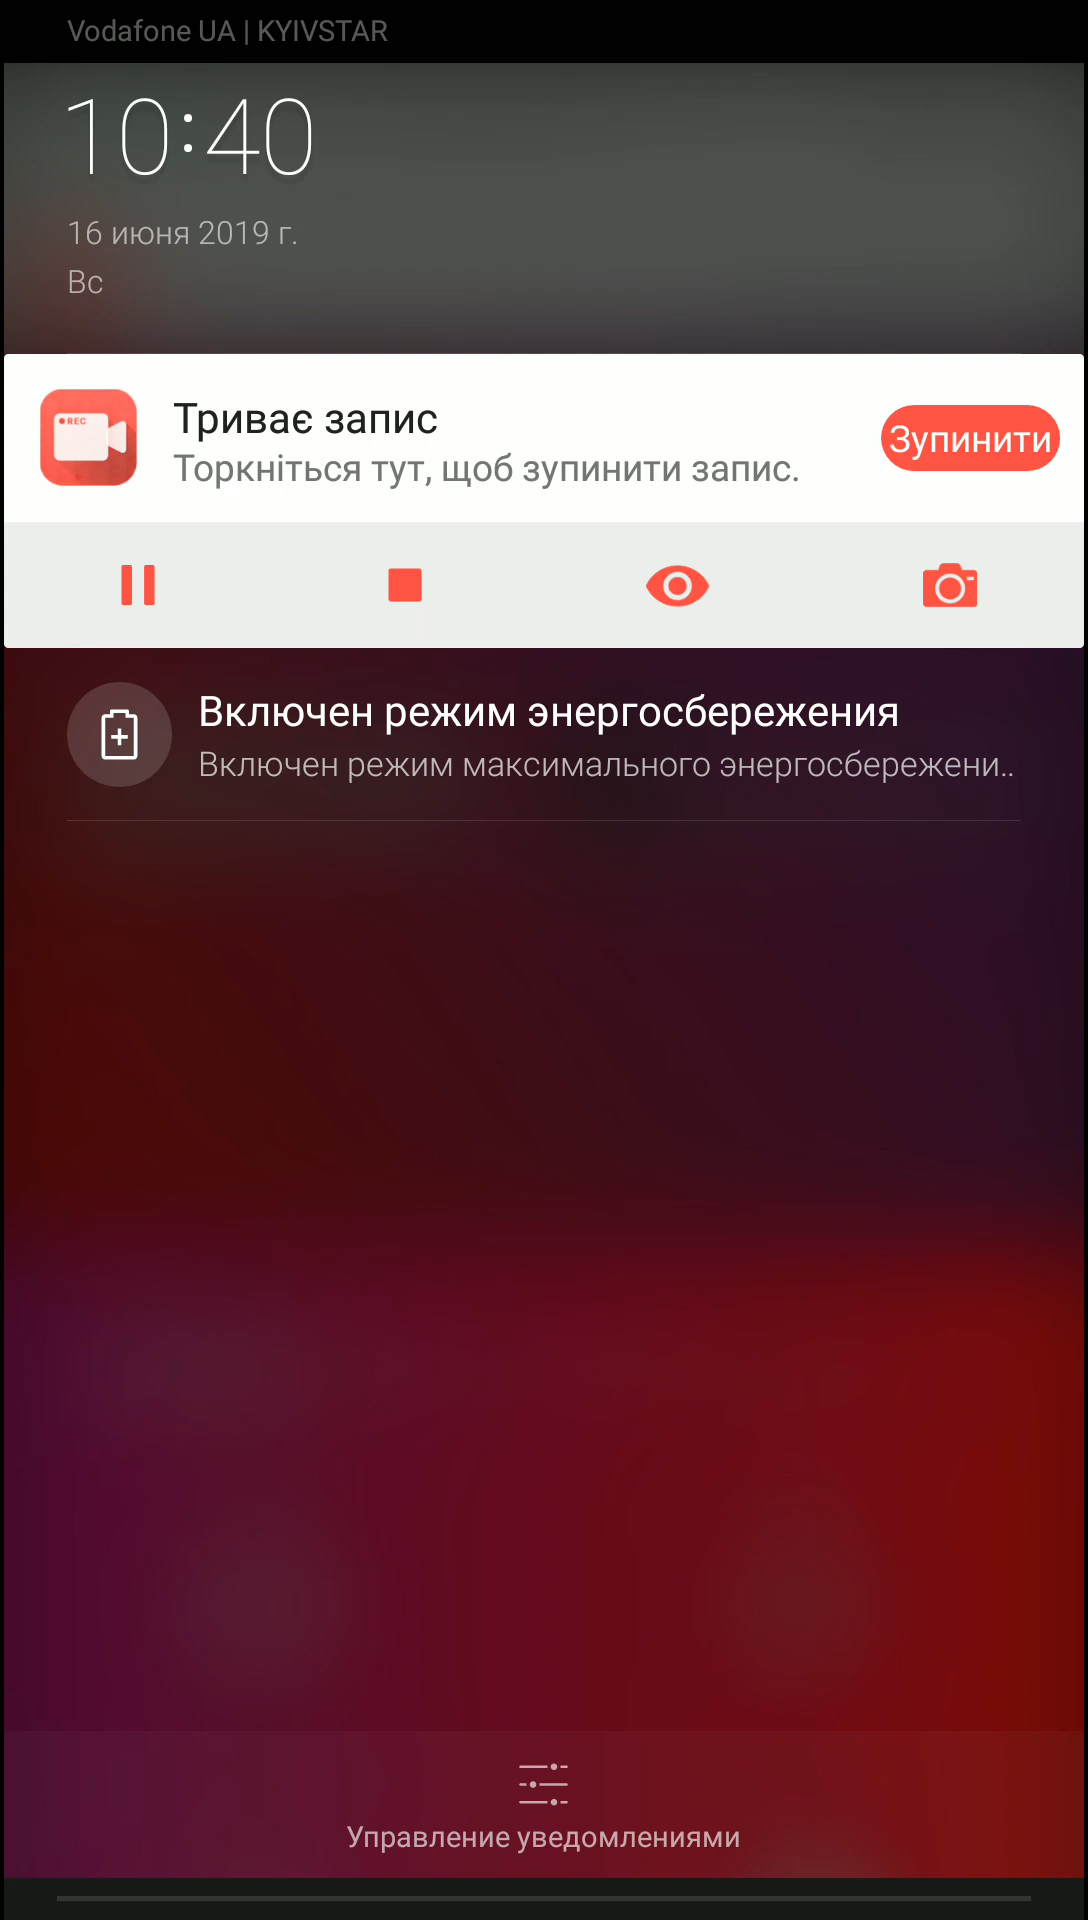 Vodafone UA | KYIVSTAR
10:40
16 июня 2019 г.
Вс
REC
Триває запис
Торкніться тут, щоб зупинити запис.
Зупинити
Включен режим энергосбережения
Включен режим максимального энергосбережени..
Управление уведомлениями